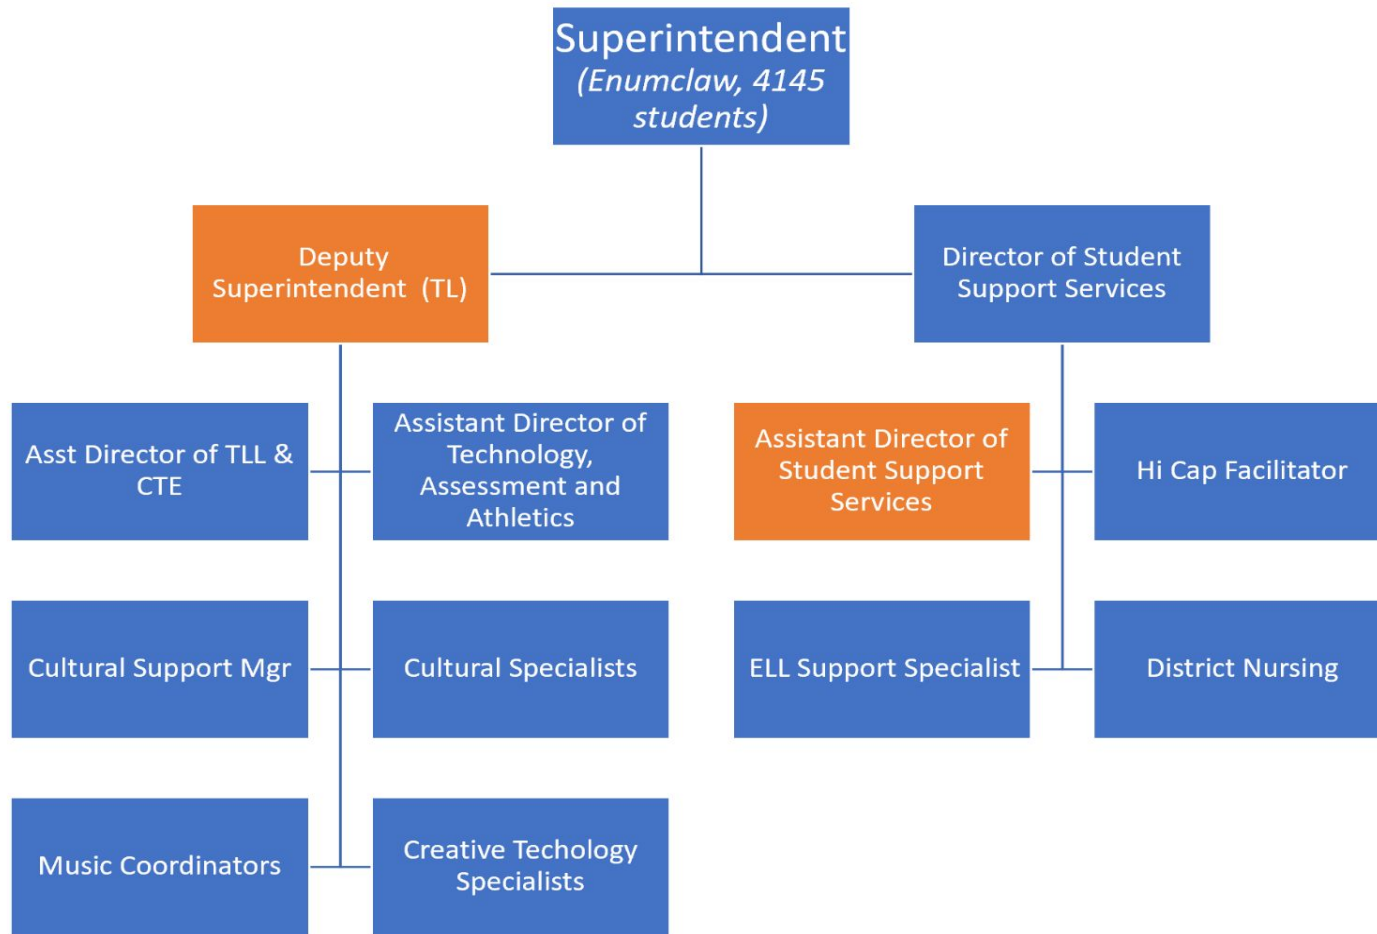 Superintendent
(Enumclaw, 4145
students)
Deputy
Superintendent (TL)
Director of Student
Support Services
Asst Director of TLL &
CTE
Assistant Director of
Technology,
Assessment and
Athletics
Assistant Director of
Student Support
Services
Hi Cap Facilitator
Cultural Support Mgr
Cultural Specialists
ELL Support Specialist
District Nursing
Music Coordinators
Creative Techology
Specialists